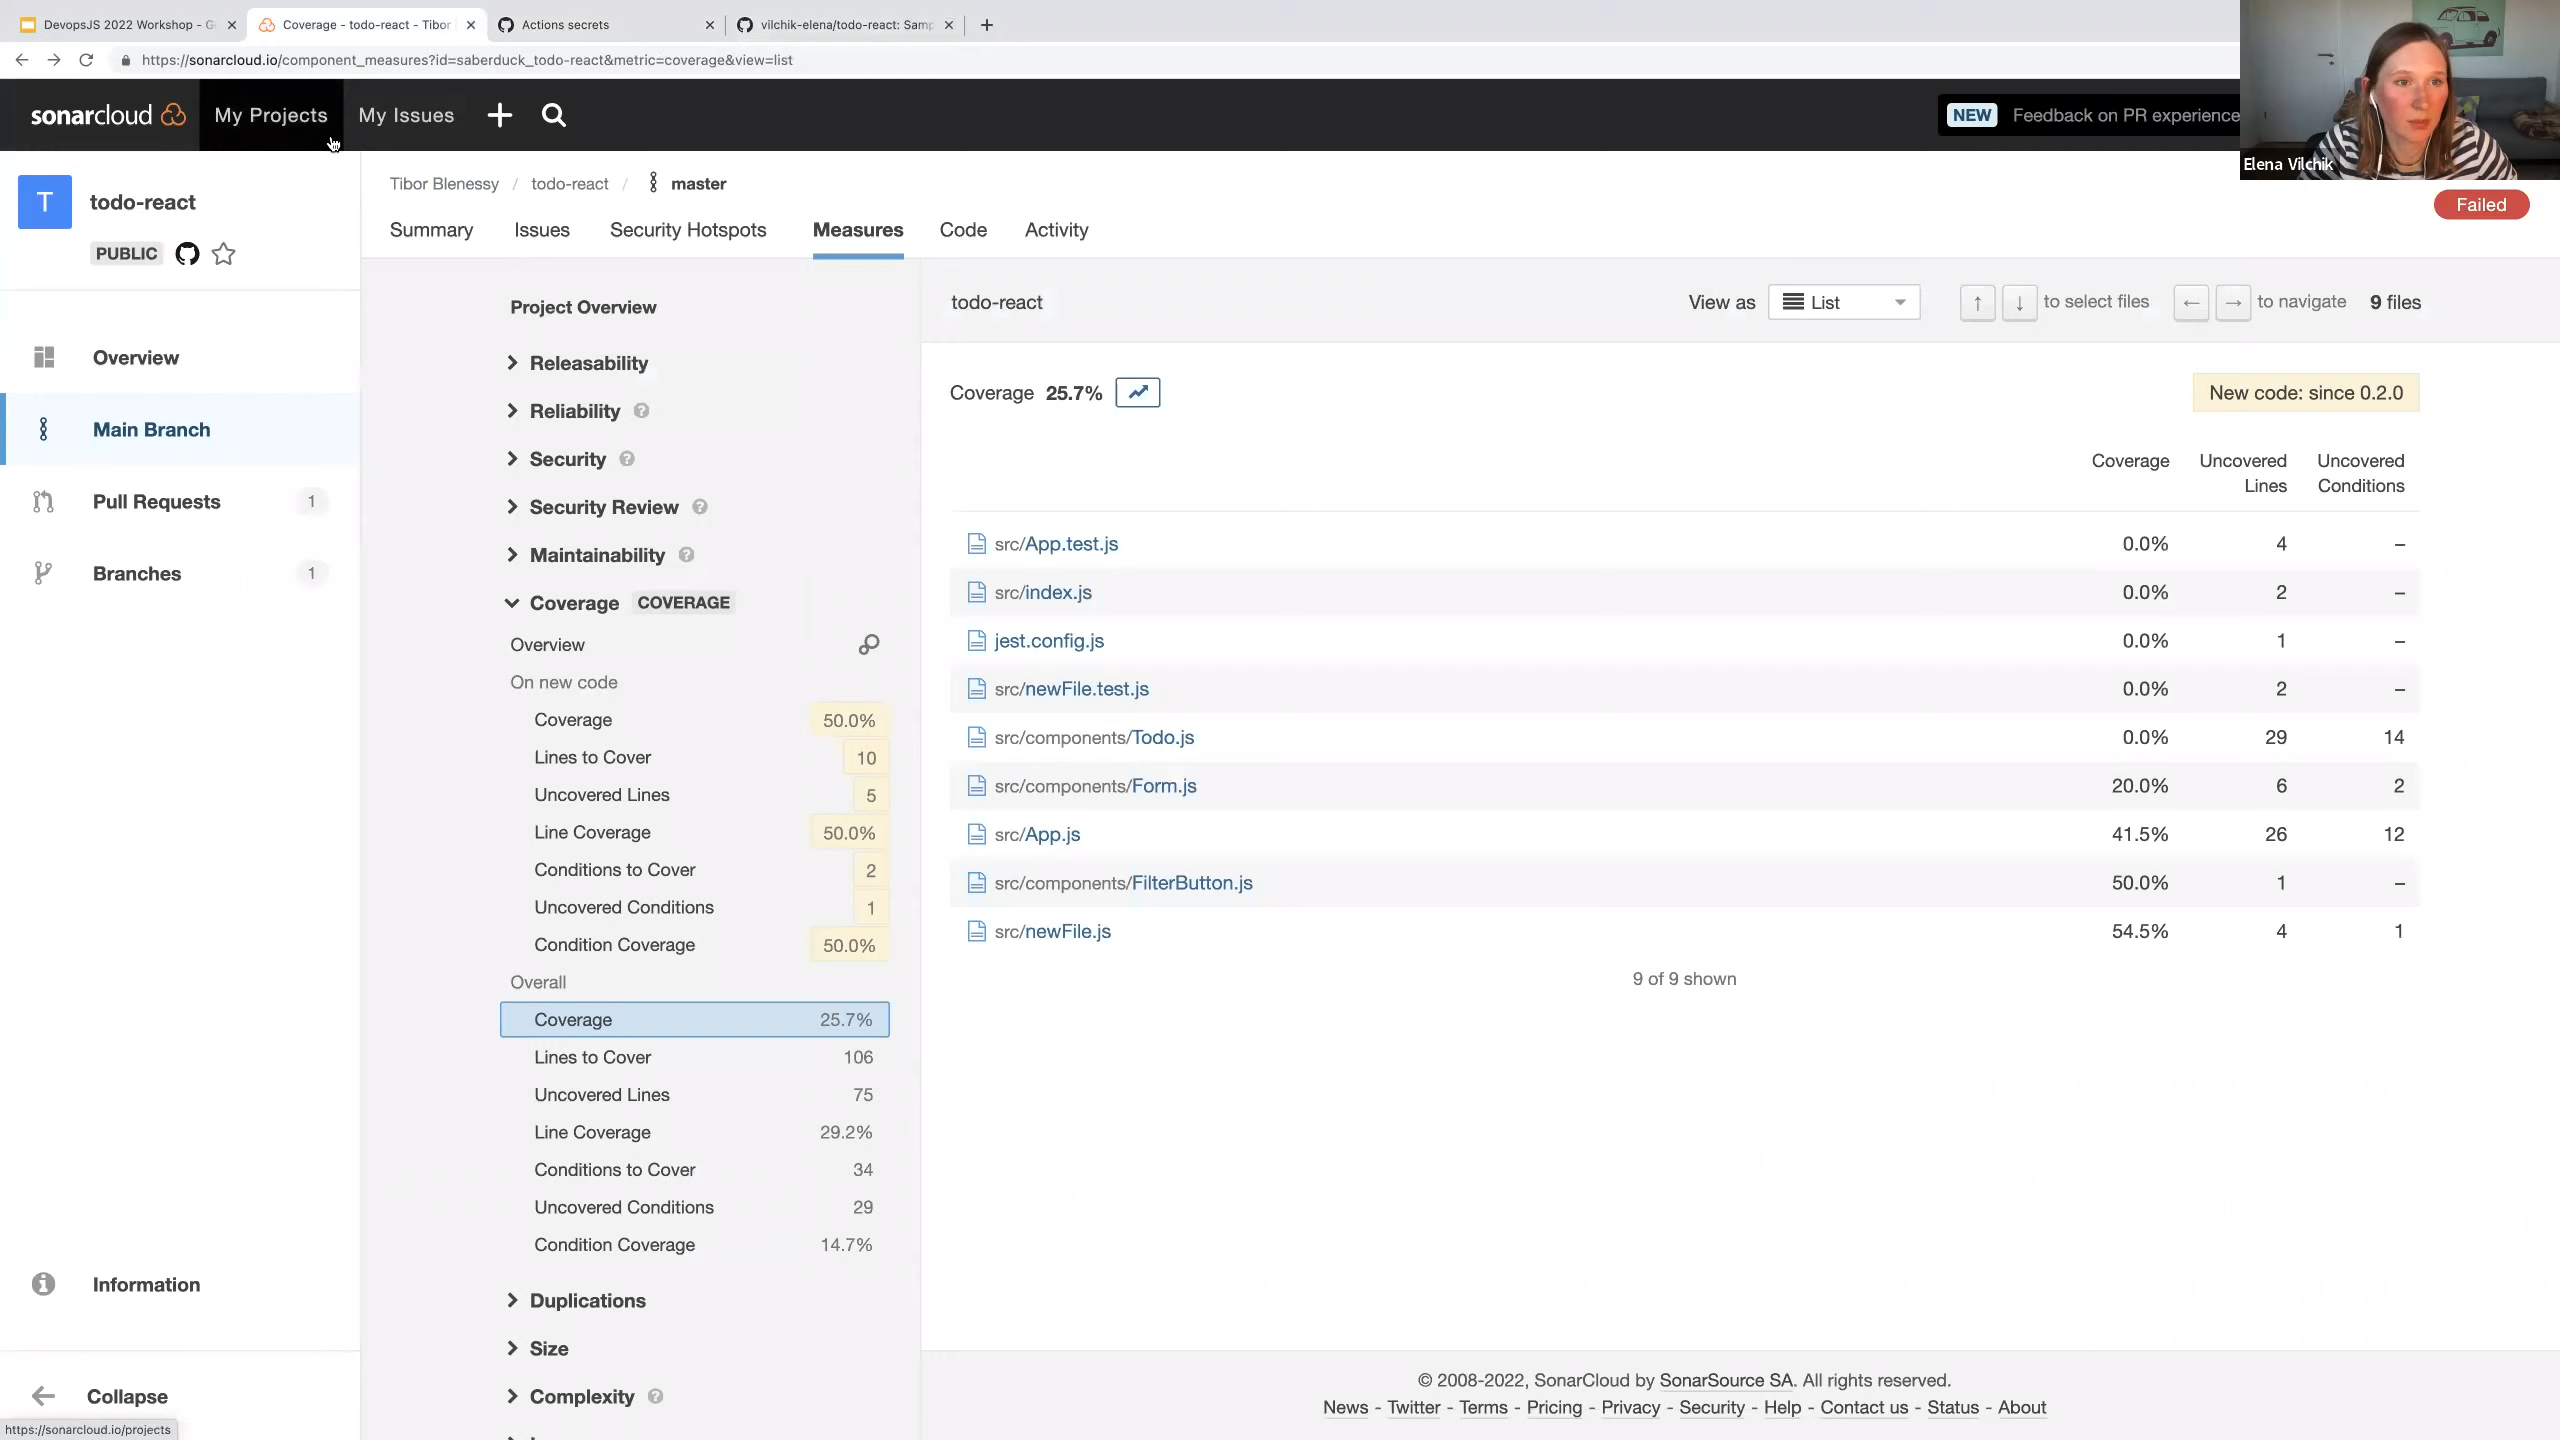 DevopsJS 2022 Workshop - G
Coverage - todo-react - Tibor
Actions secrets
vilchik-elena/todo-react: Samp
https://sonarcloud.io/component_measures?id=saberduck_todo-react&metric=coverage&view=list
sonarcloud
My Projects
My Issues
NEW
Feedback on PR experience
Elena Vilchik
T
todo-react
PUBLIC
Tibor Blenessy / todo-react / master
Failed
Summary
Issues
Security Hotspots
Measures
Code
Activity
Overview
Main Branch
Pull Requests 1
Branches 1
Information
Collapse
https://sonarcloud.io/projects
Project Overview
Releasability
Reliability ?
Security ?
Security Review ?
Maintainability ?
Coverage COVERAGE
Overview
On new code
Coverage 50.0%
Lines to Cover 10
Uncovered Lines 5
Line Coverage 50.0%
Conditions to Cover 2
Uncovered Conditions 1
Condition Coverage 50.0%
Overall
Coverage 25.7%
Lines to Cover 106
Uncovered Lines 75
Line Coverage 29.2%
Conditions to Cover 34
Uncovered Conditions 29
Condition Coverage 14.7%
Duplications
Size
Complexity ?
todo-react
View as List
↑ ↓ to select files ← → to navigate 9 files
Coverage 25.7%
New code: since 0.2.0
Coverage
Uncovered Lines
Uncovered Conditions
src/App.test.js 0.0% 4 –
src/index.js 0.0% 2 –
jest.config.js 0.0% 1 –
src/newFile.test.js 0.0% 2 –
src/components/Todo.js 0.0% 29 14
src/components/Form.js 20.0% 6 2
src/App.js 41.5% 26 12
src/components/FilterButton.js 50.0% 1 –
src/newFile.js 54.5% 4 1
9 of 9 shown
© 2008-2022, SonarCloud by SonarSource SA. All rights reserved.
News - Twitter - Terms - Pricing - Privacy - Security - Help - Contact us - Status - About